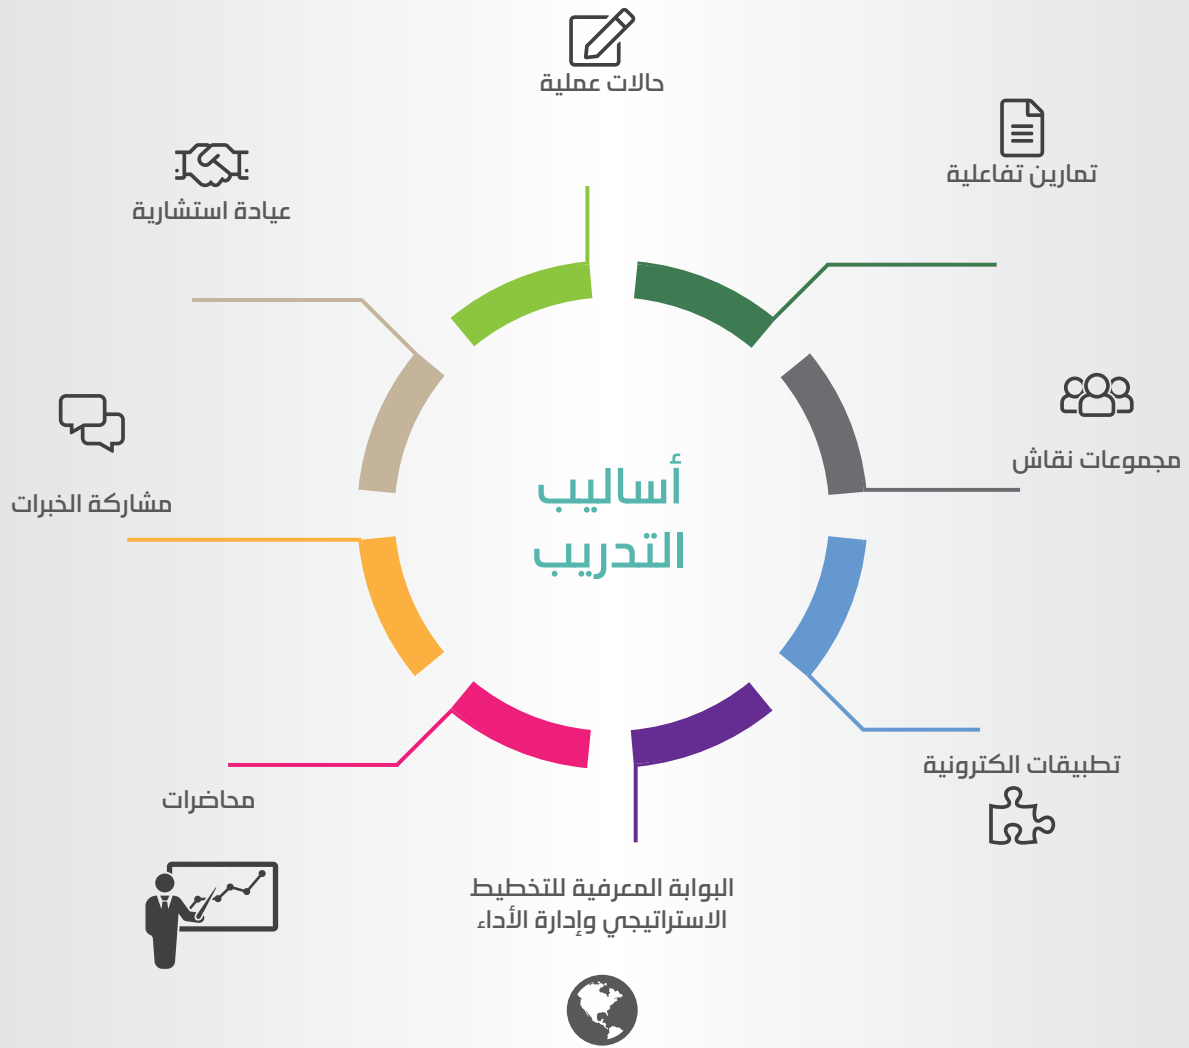 حالات عملية
تمارين تفاعلية
عيادة استشارية
مجموعات نقاش
مشاركة الخبرات
أساليب
التدريب
تطبيقات الكترونية
محاضرات
البوابة المعرفية للتخطيط
الاستراتيجي وإدارة الأداء